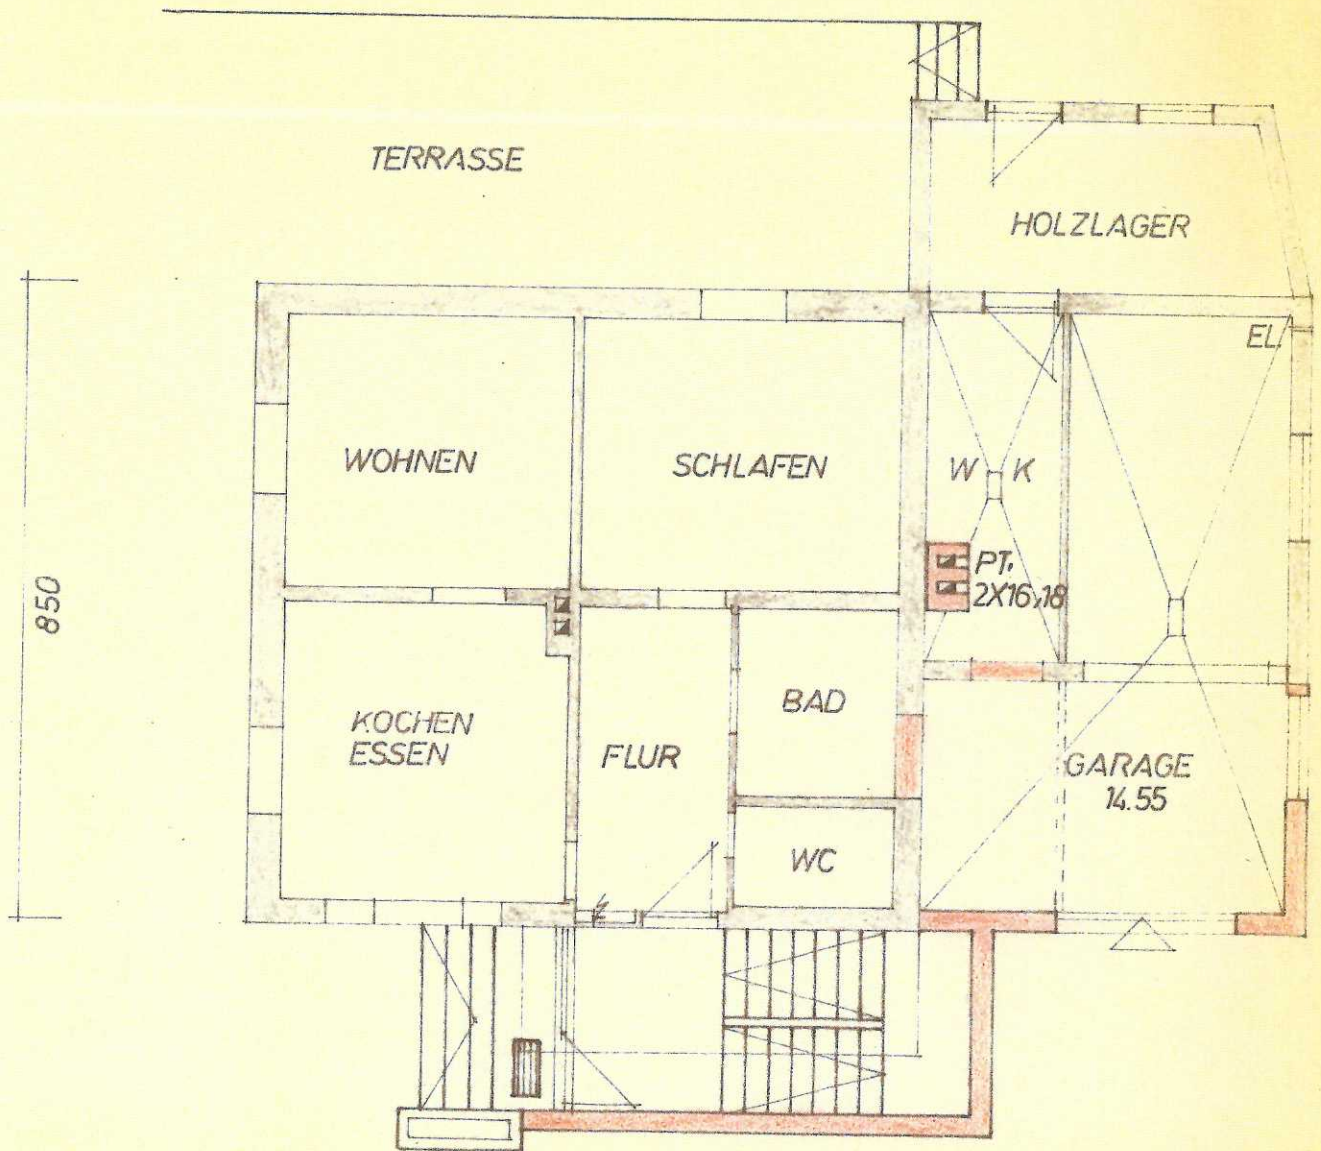 TERRASSE
HOLZLAGER
EL.
WOHNEN
SCHLAFEN
W K
PT.
2X16,18
850
KOCHEN
ESSEN
FLUR
BAD
GARAGE
14.55
WC